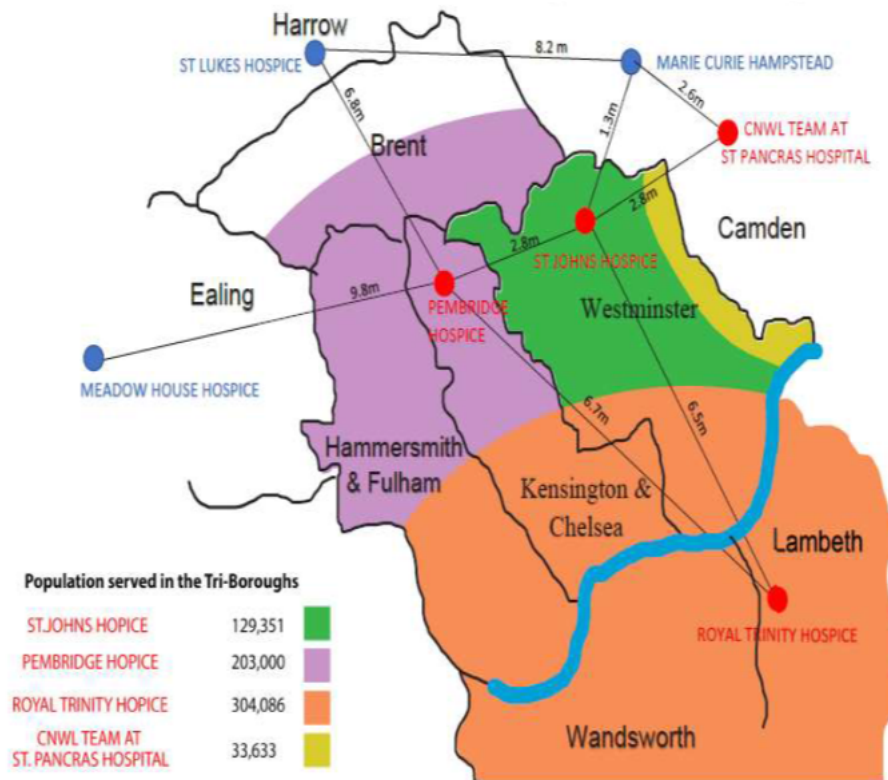 Harrow
ST LUKES HOSPICE
8.2 m
MARIE CURIE HAMPSTEAD
6.8m
1.3m
2.6m
CNWL TEAM AT
ST PANCRAS HOSPITAL
Brent
2.8m
Camden
2.8m
ST JOHNS HOSPICE
Ealing
9.8m
PEMBRIDGE
HOSPICE
Westminster
MEADOW HOUSE HOSPICE
6.7m
6.5m
Hammersmith
& Fulham
Kensington &
Chelsea
Lambeth
Population served in the Tri-Boroughs
ST.JOHNS HOPICE 129,351
PEMBRIDGE HOPICE 203,000
ROYAL TRINITY HOSPICE
ROYAL TRINITY HOPICE 304,086
CNWL TEAM AT
ST. PANCRAS HOSPITAL 33,633
Wandsworth